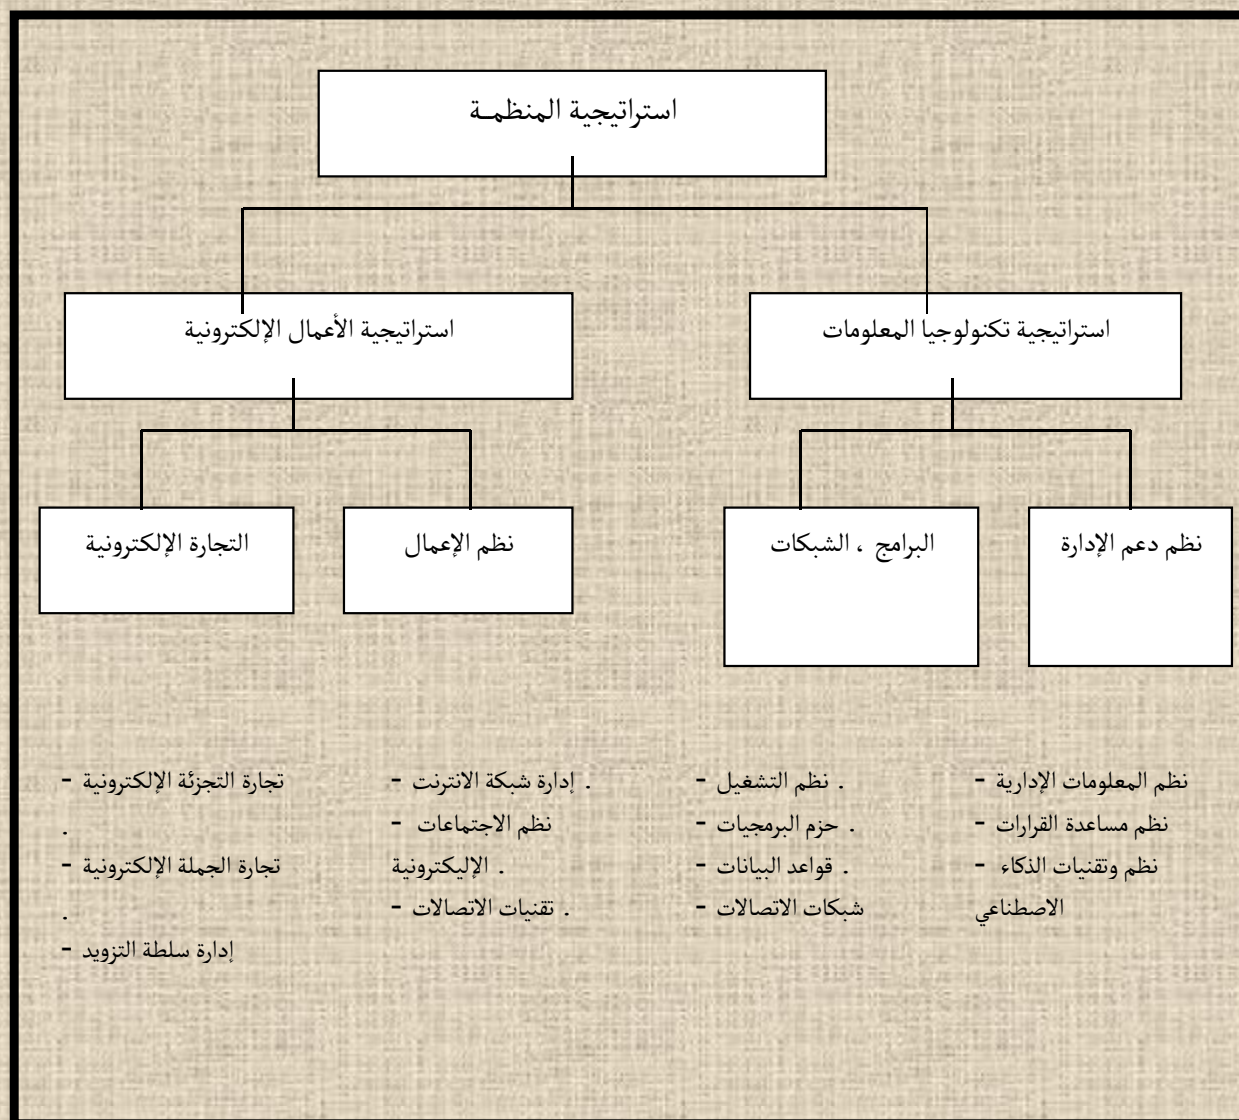 استراتيجية المنظمـة
استراتيجية تكنولوجيا المعلومات
استراتيجية الأعمال الإلكترونية
نظم دعم الإدارة
البرامج ، الشبكات
نظم الإعمال
التجارة الإلكترونية
- نظم المعلومات الإدارية
- نظم مساعدة القرارات
- نظم وتقنيات الذكاء
الاصطناعي
- نظم التشغيل .
- حزم البرمجيات .
- قواعد البيانات .
- شبكات الاتصالات
- إدارة شبكة الانترنت .
- نظم الاجتماعات
الإليكترونية .
- تقنيات الاتصالات .
- تجارة التجزئة الإلكترونية
.
- تجارة الجملة الإلكترونية
.
- إدارة سلطة التزويد